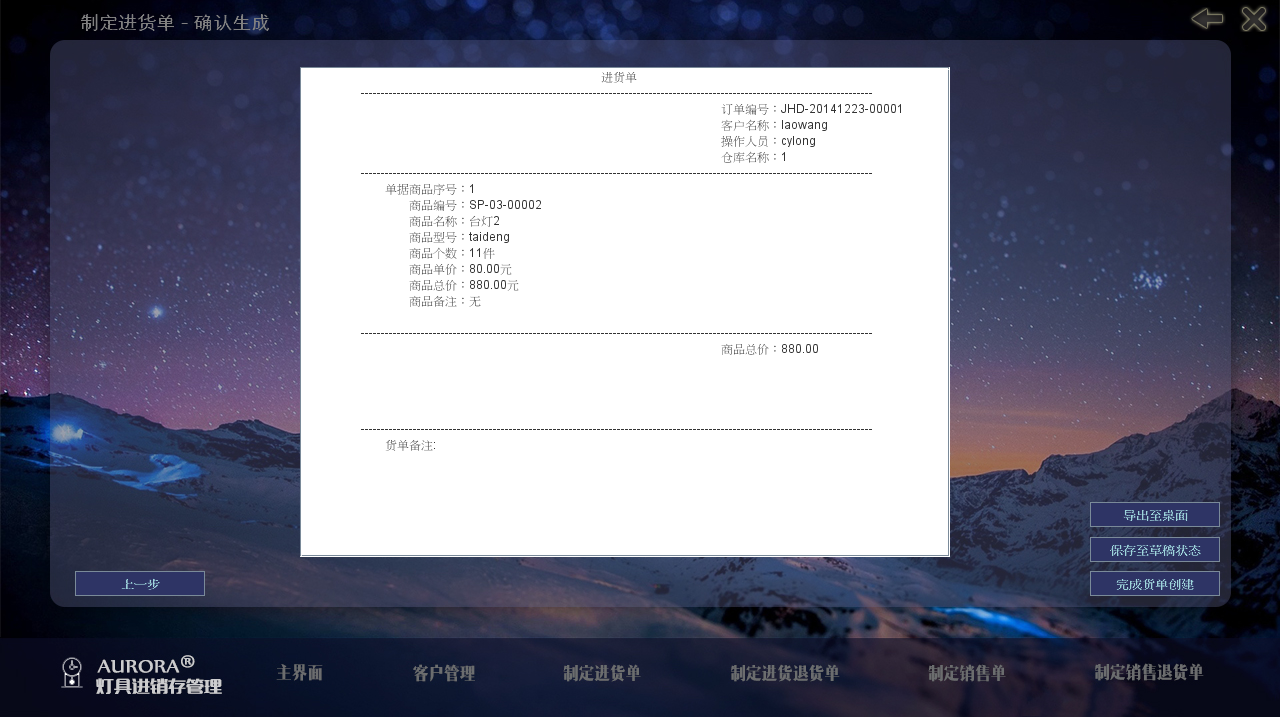 制定进货单 - 确认生成
进货单
订单编号：JHD-20141223-00001
客户名称：laowang
操作人员：cylong
仓库名称：1
单据商品序号：1
商品编号：SP-03-00002
商品名称：台灯2
商品型号：taideng
商品个数：11件
商品单价：80.00元
商品总价：880.00元
商品备注：无
商品总价：880.00
货单备注:
导出至桌面
保存至草稿状态
上一步
完成货单创建
AURORA®
灯具进销存管理
主界面
客户管理
制定进货单
制定进货退货单
制定销售单
制定销售退货单